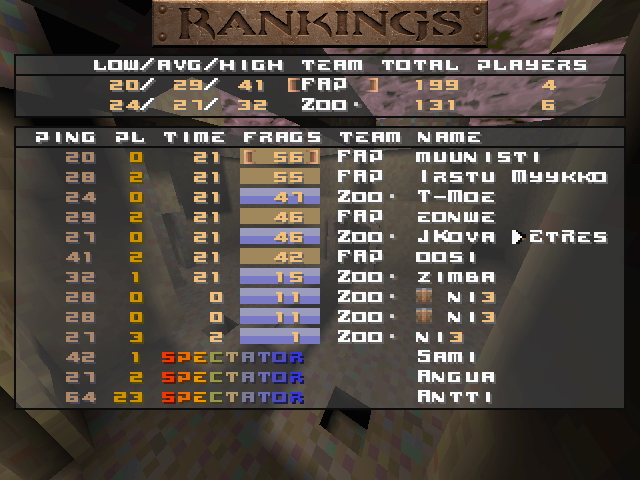 RANKINGS
LOW/AVG/HIGH TEAM TOTAL PLAYERS
20/ 29/ 41 [FAP ] 199 4
24/ 27/ 32 Zoo· 131 6
PING PL TIME FRAGS TEAM NAME
20 0 21 [ 56] FAP muunisti
28 2 21 55 FAP Irstu Myykko
24 0 21 47 Zoo· T-Moe
29 2 21 46 FAP eonwe
27 0 21 46 Zoo· JKova Etres
41 2 21 42 FAP oosi
32 1 21 15 Zoo· zimba
28 0 0 11 Zoo· Ni3
28 0 0 11 Zoo· Ni3
27 3 2 1 Zoo· Ni3
42 1 SPECTATOR Sami
27 2 SPECTATOR Angua
64 23 SPECTATOR Antti